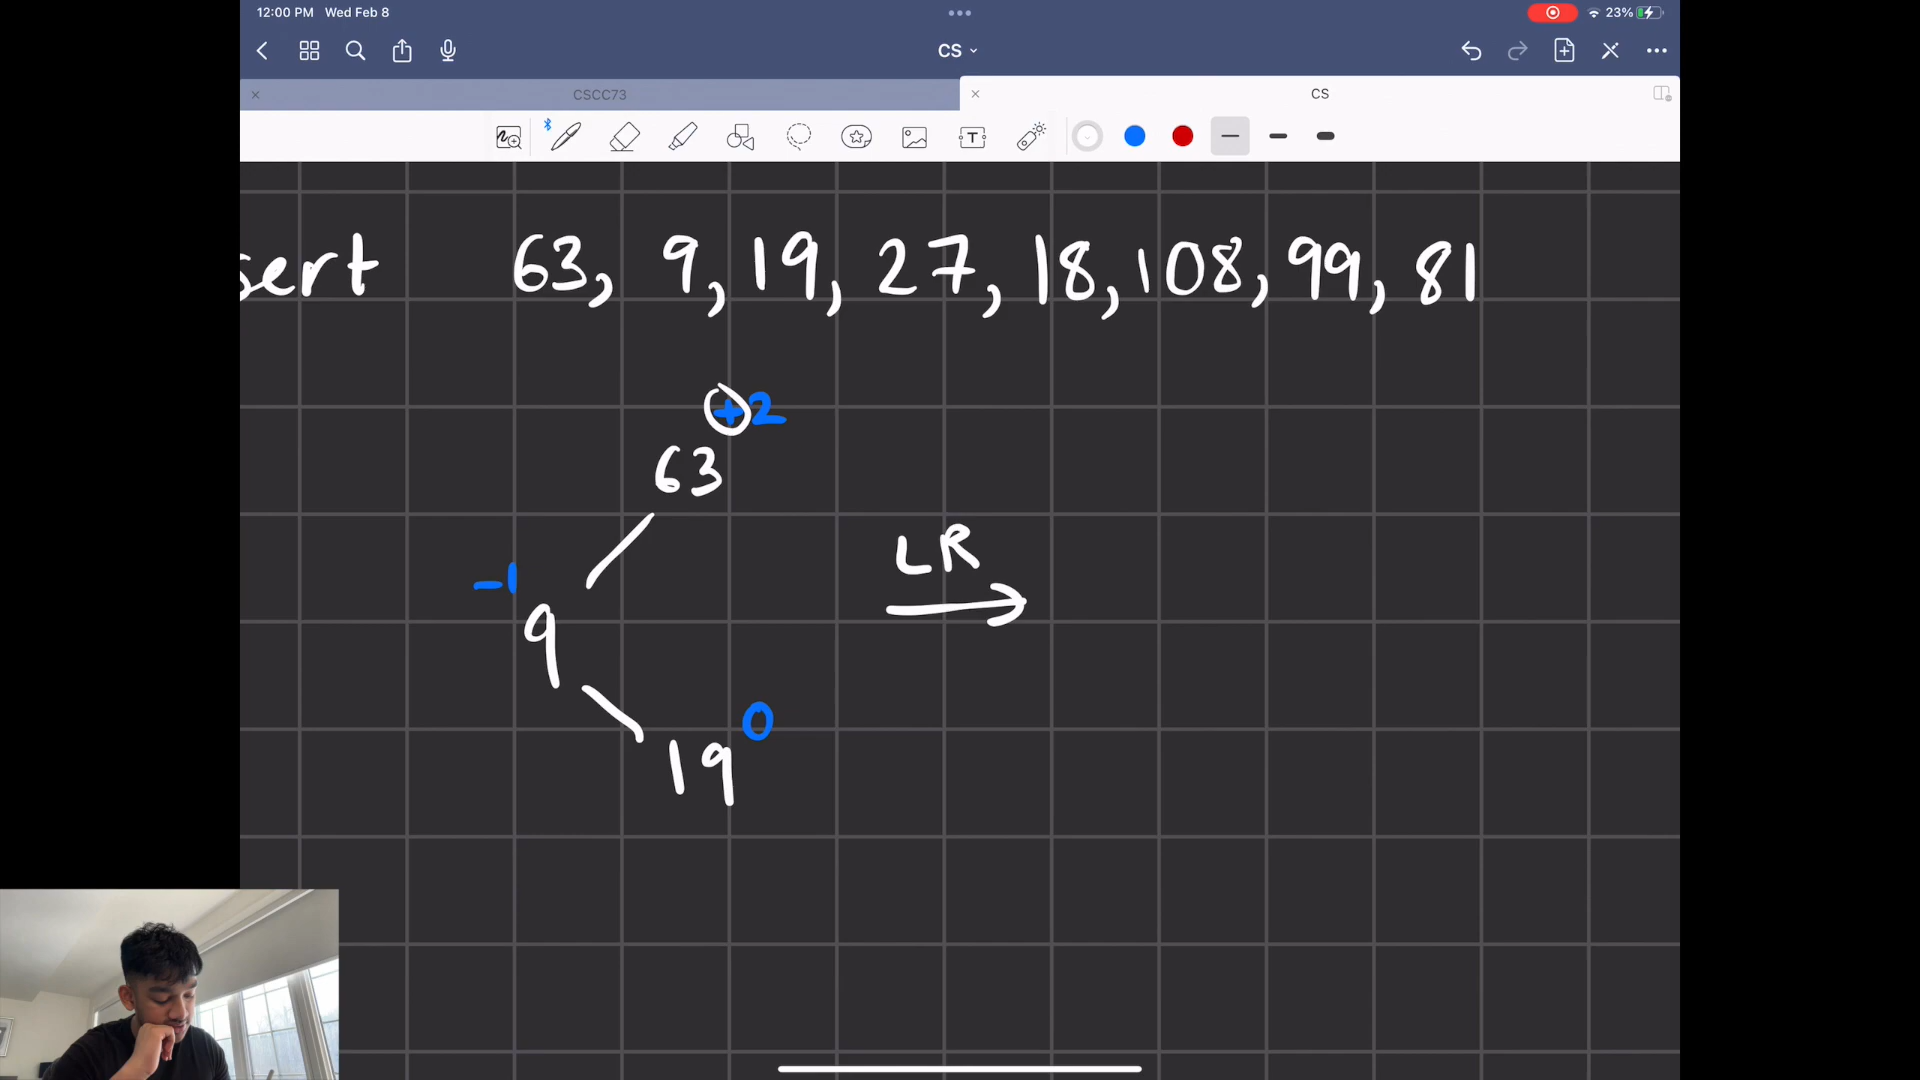 12:00 PM Wed Feb 8
23%
CS
CSCC73
CS
T
sert 63, 9, 19, 27, 18, 108, 99, 81
+2
63
LR
-1
9
0
19